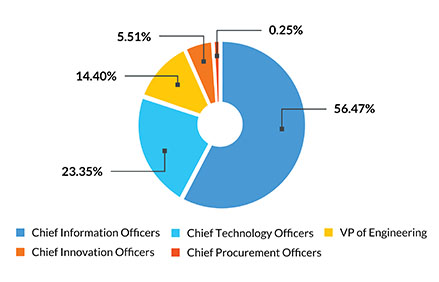 5.51%
0.25%
14.40%
56.47%
23.35%
Chief Information Officers
Chief Technology Officers
VP of Engineering
Chief Innovation Officers
Chief Procurement Officers